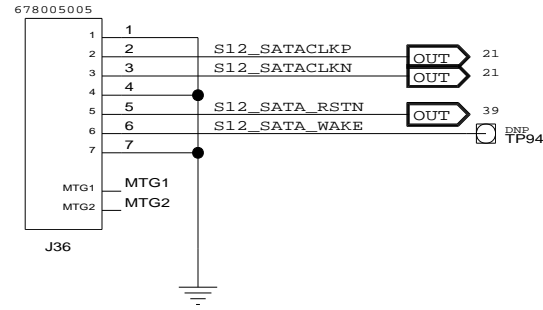 678005005
1 1
2 2 S12_SATACLKP OUT 21
3 3 S12_SATACLKN OUT 21
4 4
5 5 S12_SATA_RSTN OUT 39
6 6 S12_SATA_WAKE DNP TP94
7 7
MTG1 MTG1
MTG2 MTG2
J36